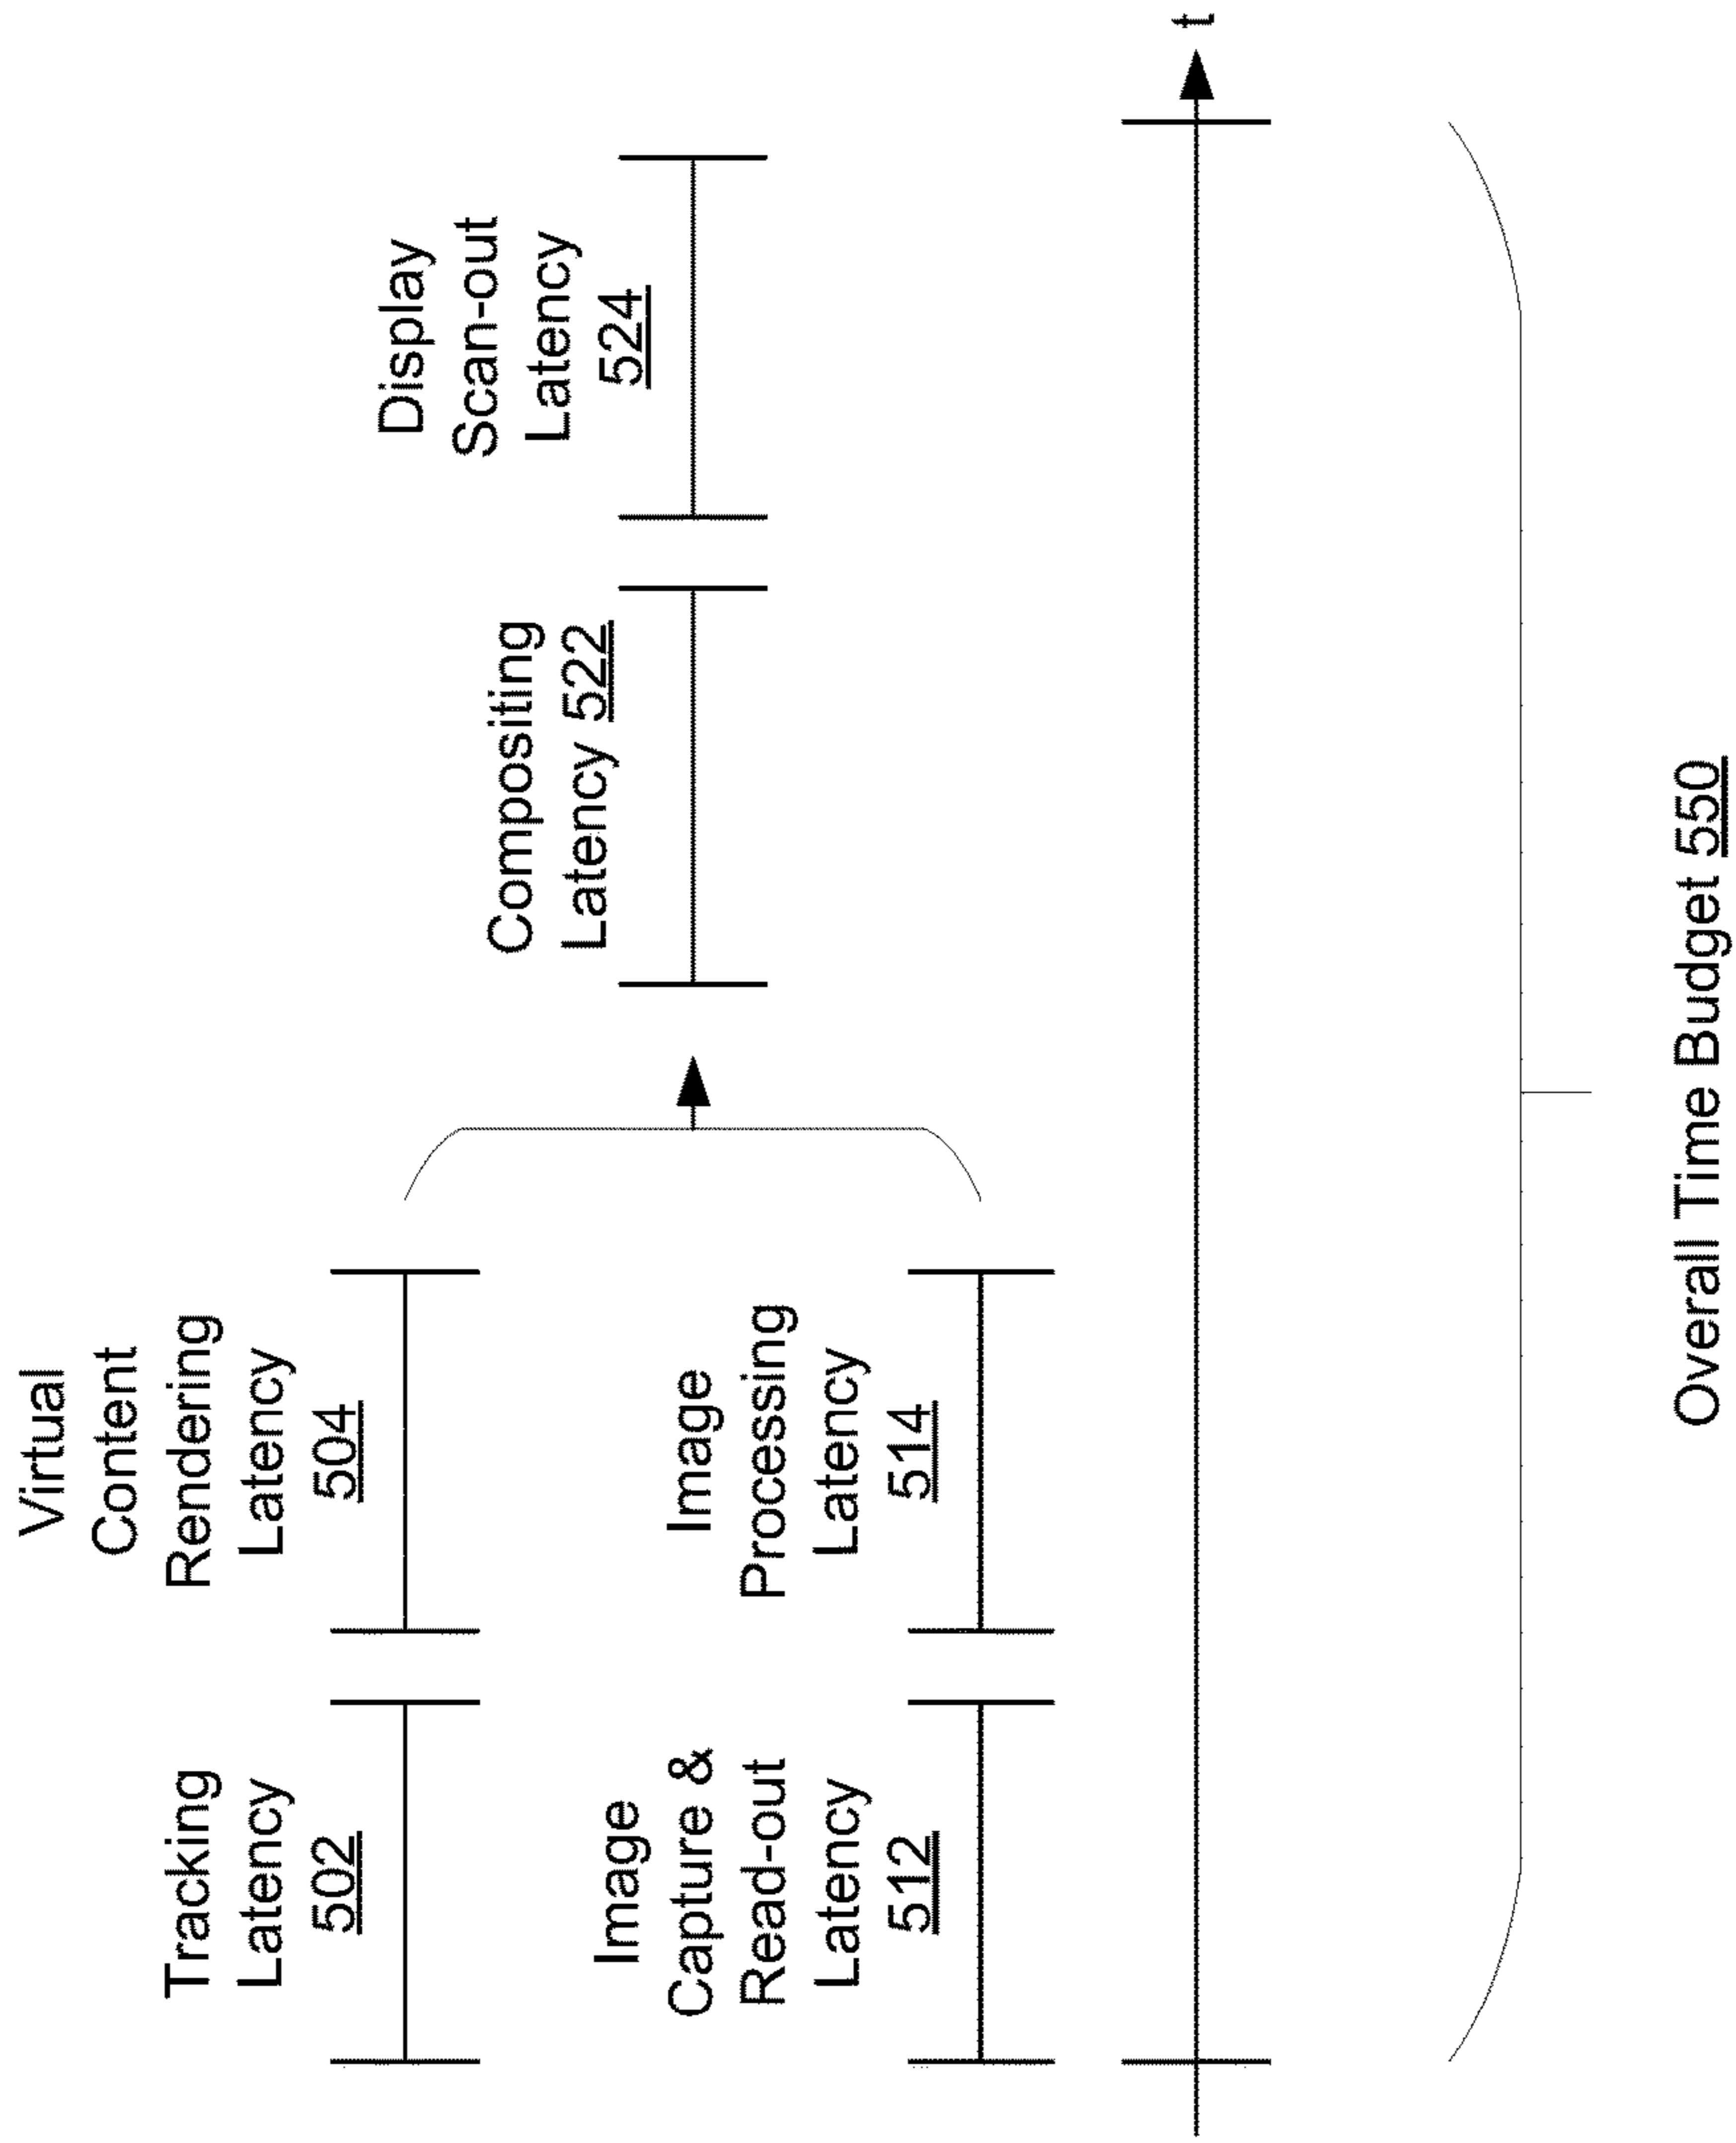 Tracking
Latency
502
Virtual
Content
Rendering
Latency
504
Image
Capture &
Read-out
Latency
512
Image
Processing
Latency
514
Compositing
Latency 522
Display
Scan-out
Latency
524
t
Overall Time Budget 550